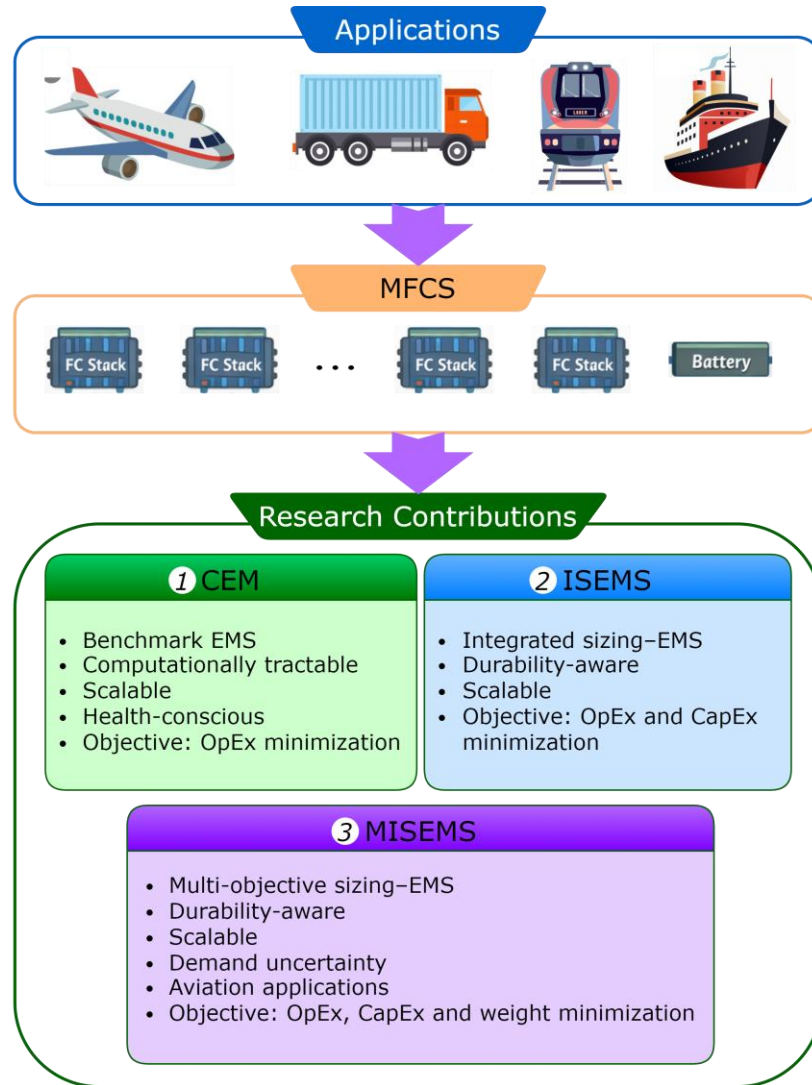 Applications
MFCS
FC Stack FC Stack ... FC Stack FC Stack Battery
Research Contributions
1 CEM
• Benchmark EMS
• Computationally tractable
• Scalable
• Health-conscious
• Objective: OpEx minimization
2 ISEMS
• Integrated sizing–EMS
• Durability-aware
• Scalable
• Objective: OpEx and CapEx
minimization
3 MISEMS
• Multi-objective sizing–EMS
• Durability-aware
• Scalable
• Demand uncertainty
• Aviation applications
• Objective: OpEx, CapEx and weight minimization